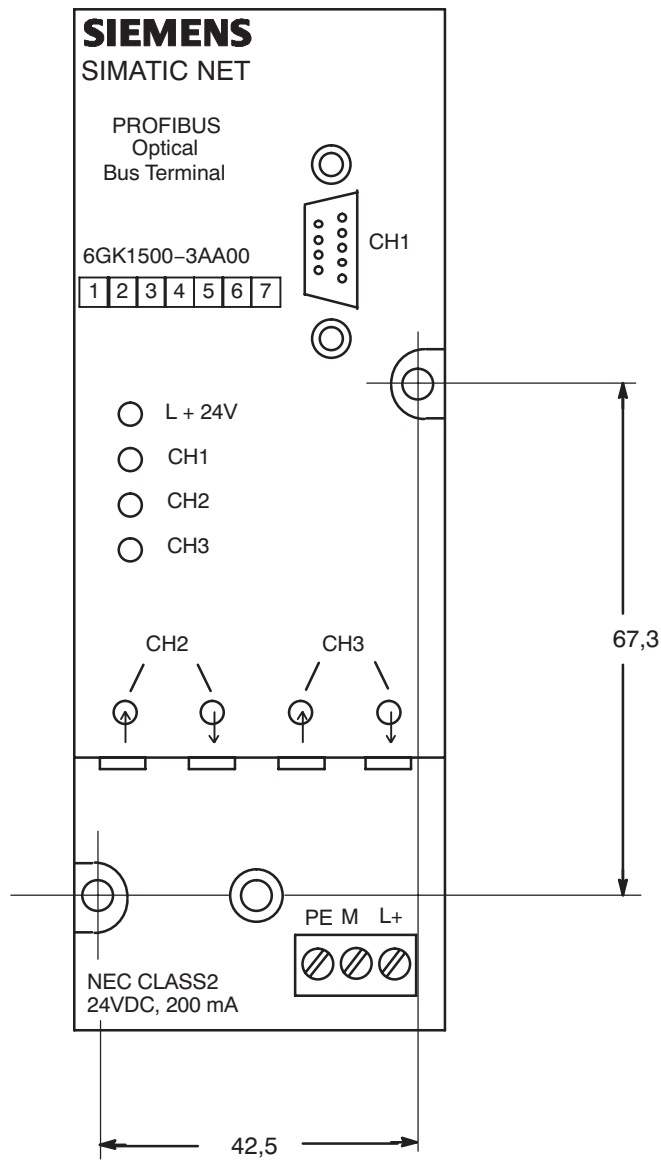 SIEMENS
SIMATIC NET
PROFIBUS
Optical
Bus Terminal
CH1
6GK1500–3AA00
1 2 3 4 5 6 7
L + 24V
CH1
CH2
CH3
CH2 CH3
67,3
PE M L+
NEC CLASS2
24VDC, 200 mA
42,5